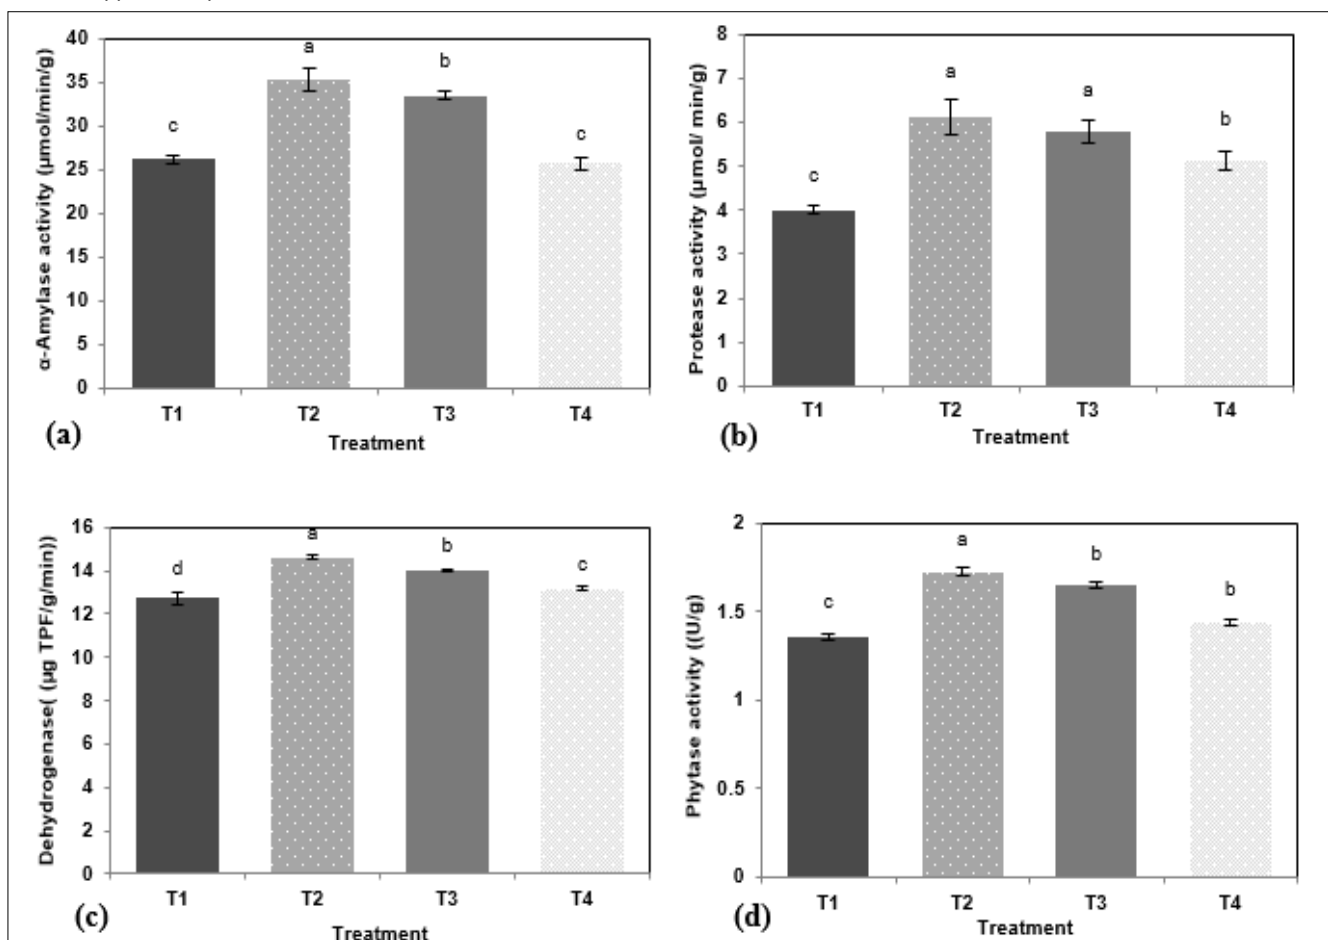 α-Amylase activity (μmol/min/g)
40
35
30
25
20
15
10
5
0
c
a
b
c
T1 T2 T3 T4
Treatment
(a)
Protease activity (μmol/ min/g)
8
7
6
5
4
3
2
1
0
c
a
a
b
T1 T2 T3 T4
Treatment
(b)
Dehydrogenase( (μg TPF/g/min))
16
14
12
10
8
6
4
2
0
d
a
b
c
T1 T2 T3 T4
Treatment
(c)
Phytase activity ((U/g)
2
1.5
1
0.5
0
c
a
b
b
T1 T2 T3 T4
Treatment
(d)